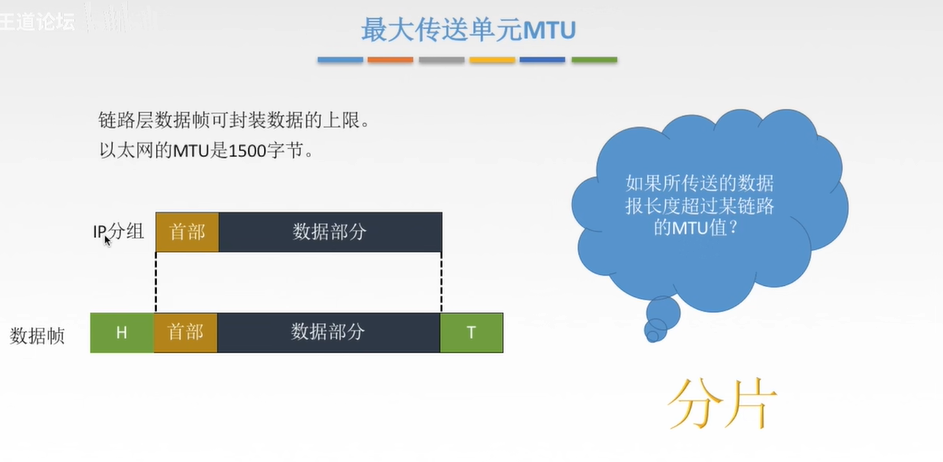 王道论坛
最大传送单元MTU
链路层数据帧可封装数据的上限。
以太网的MTU是1500字节。
如果所传送的数据
报长度超过某链路
的MTU值？
IP分组
首部
数据部分
数据帧
H
首部
数据部分
T
分片